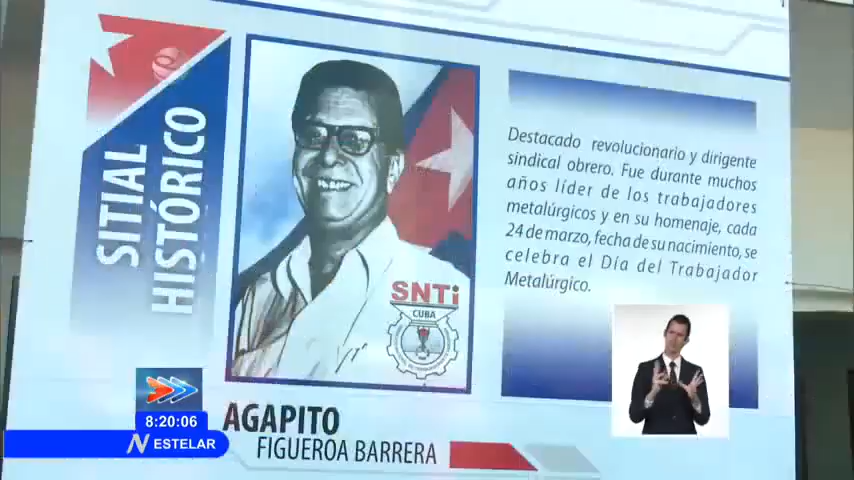 SITIAL
HISTÓRICO
Destacado revolucionario y dirigente
sindical obrero. Fue durante muchos
años líder de los trabajadores
metalúrgicos y en su homenaje, cada
24 de marzo, fecha de su nacimiento, se
celebra el Día del Trabajador
Metalúrgico.
SNTi
CUBA
AGAPITO
FIGUEROA BARRERA
8:20:06
N ESTELAR